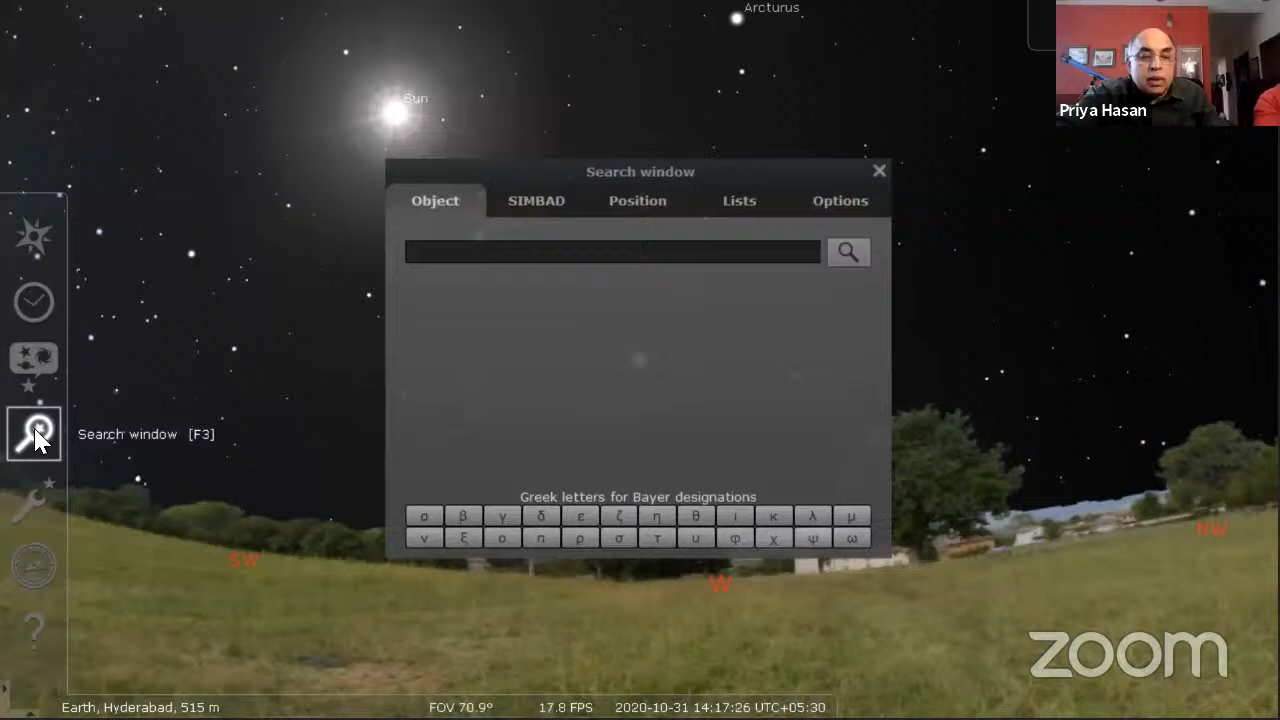 Arcturus
Sun
Priya Hasan
Search window
Object
SIMBAD
Position
Lists
Options
Search window [F3]
Greek letters for Bayer designations
α β γ δ ε ζ η θ ι κ λ μ
ν ξ ο π ρ σ τ υ φ χ ψ ω
SW
W
NW
zoom
Earth, Hyderabad, 515 m
FOV 70.9°
17.8 FPS
2020-10-31 14:17:26 UTC+05:30